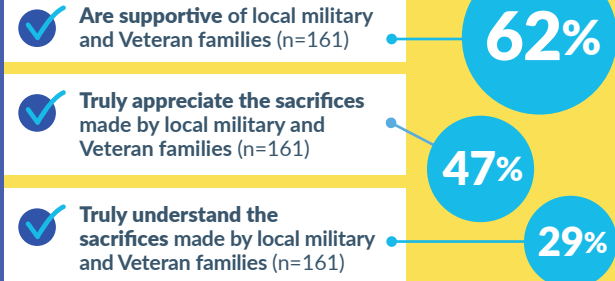 Are supportive of local military
and Veteran families (n=161)
62%
Truly appreciate the sacrifices
made by local military and
Veteran families (n=161)
47%
Truly understand the
sacrifices made by local military
and Veteran families (n=161)
29%